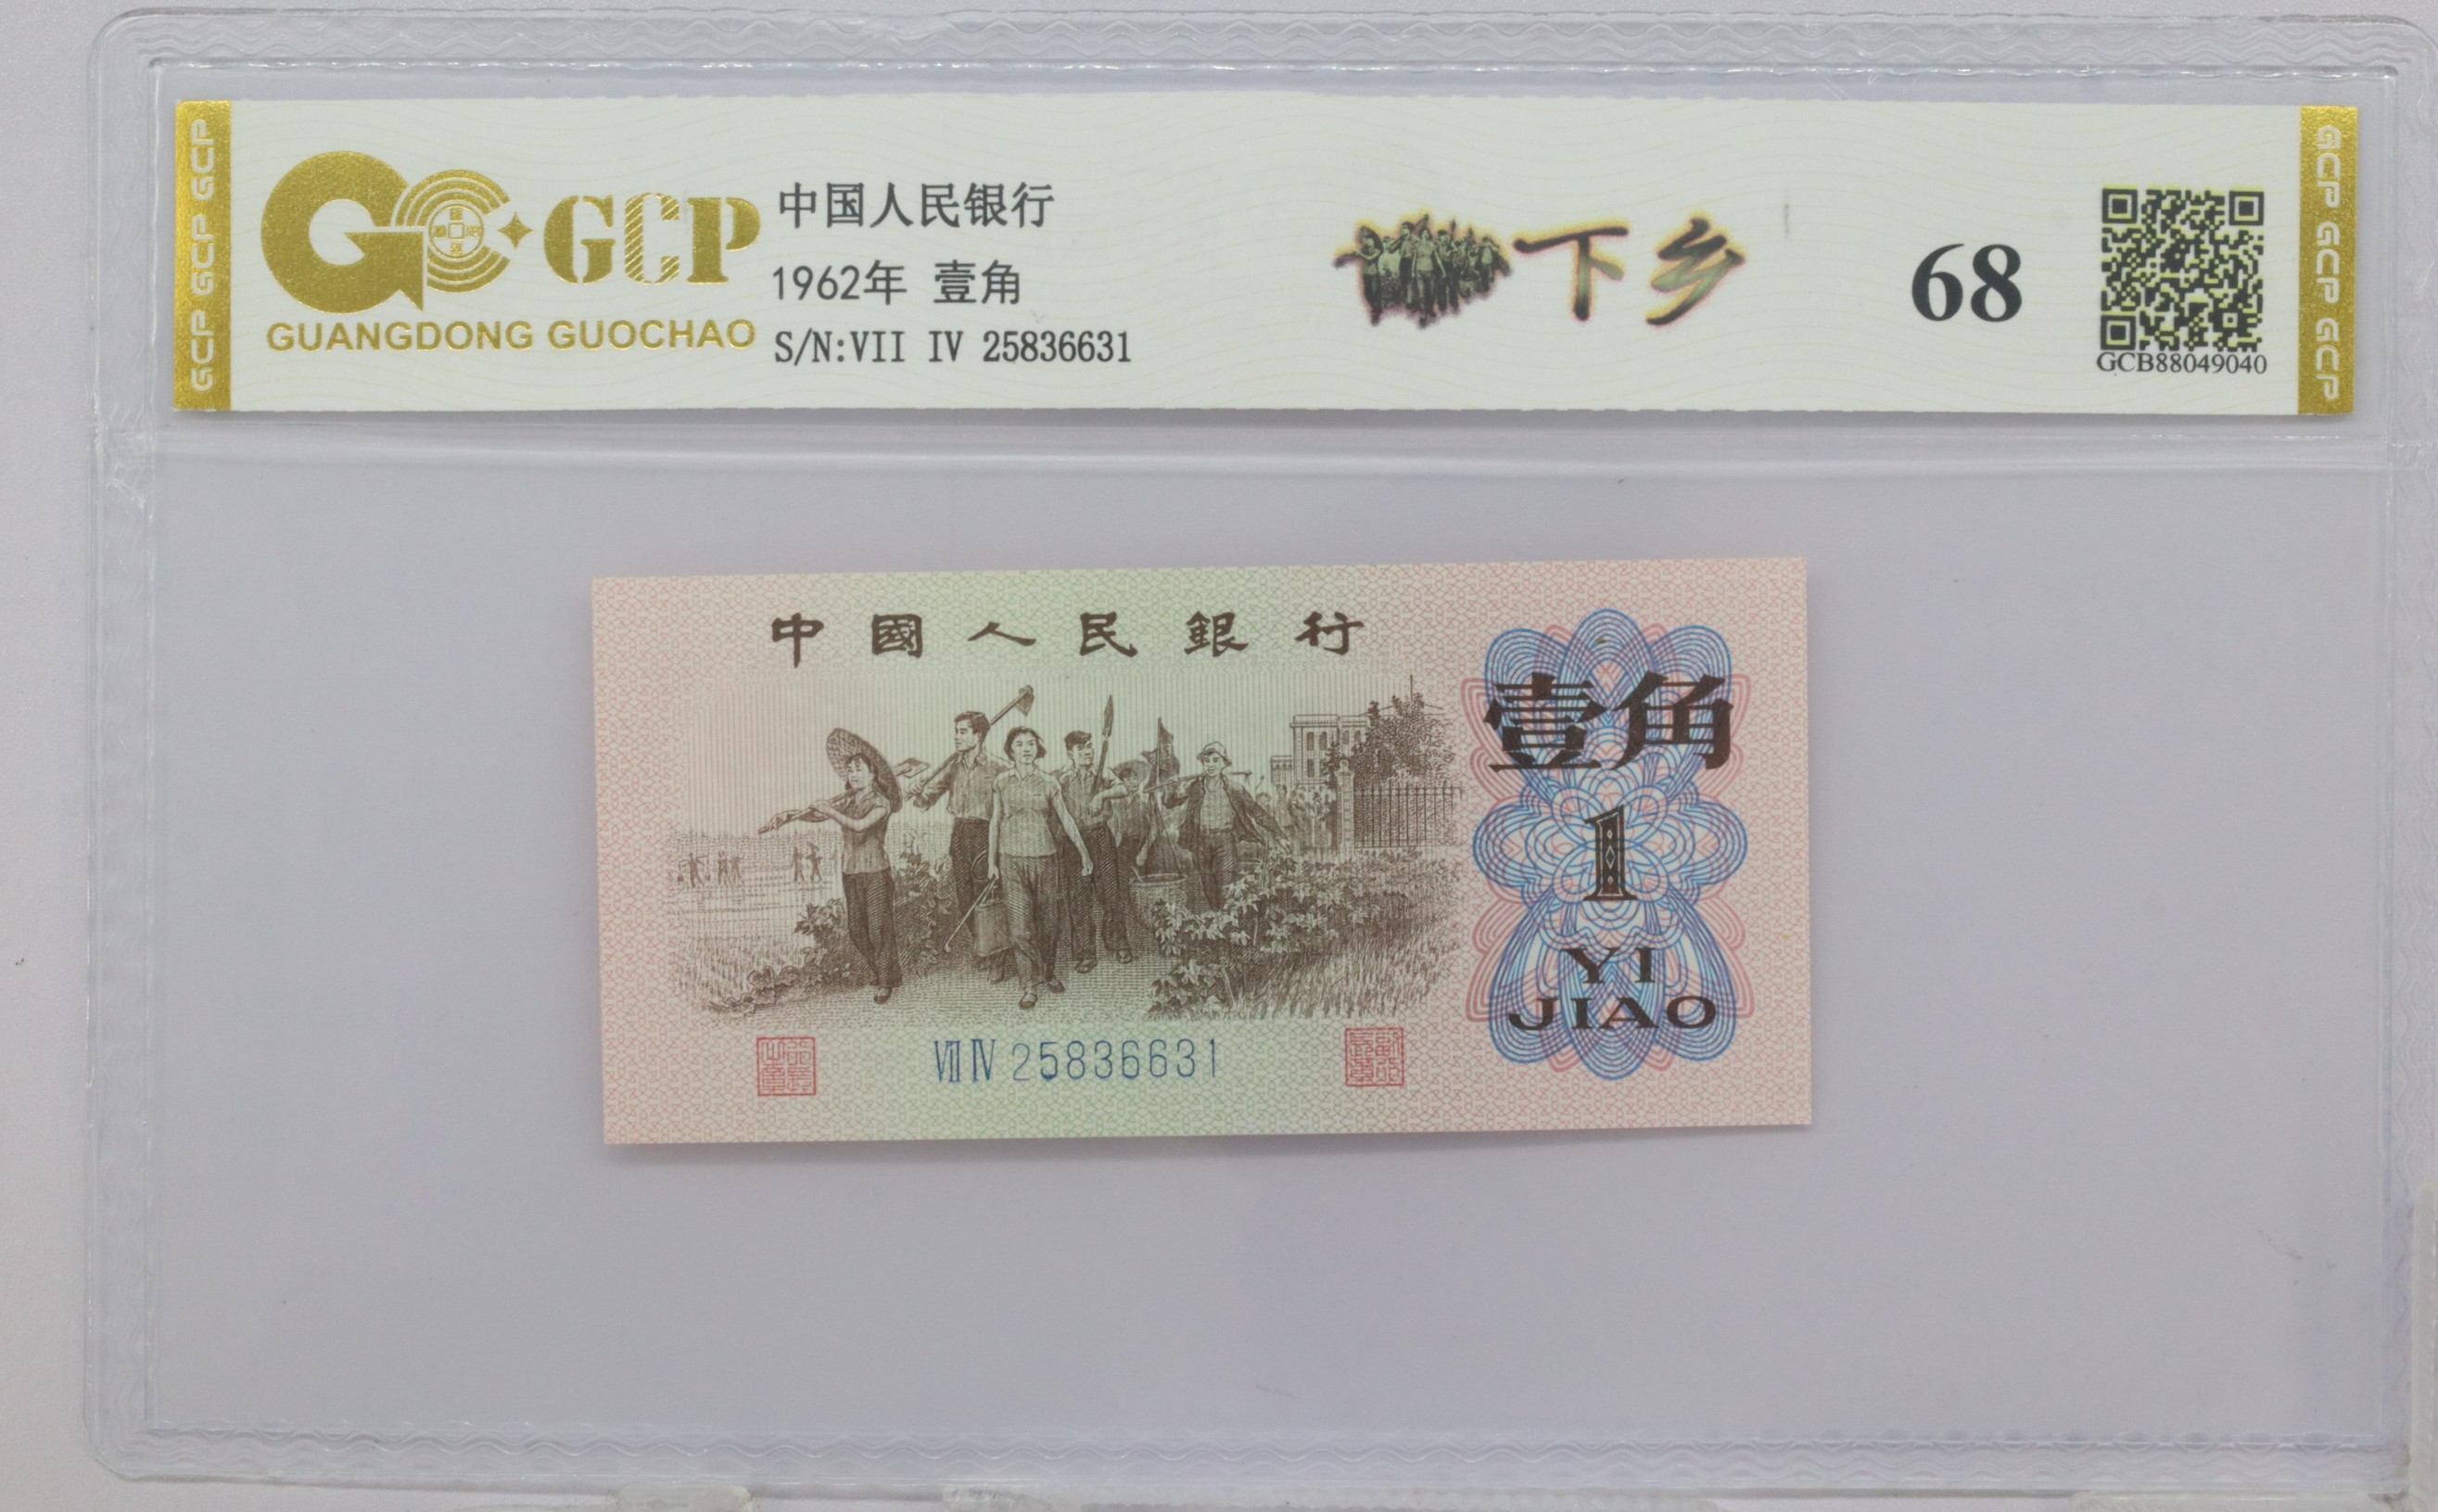 GCP GCP GCP
GCP
GUANGDONG GUOCHAO
中国人民银行
1962年 壹角
S/N:VII IV 25836631
下乡
68
GCB88049040
GCP GCP GCP
中國人民銀行
壹角
1
YI
JIAO
VII IV 25836631